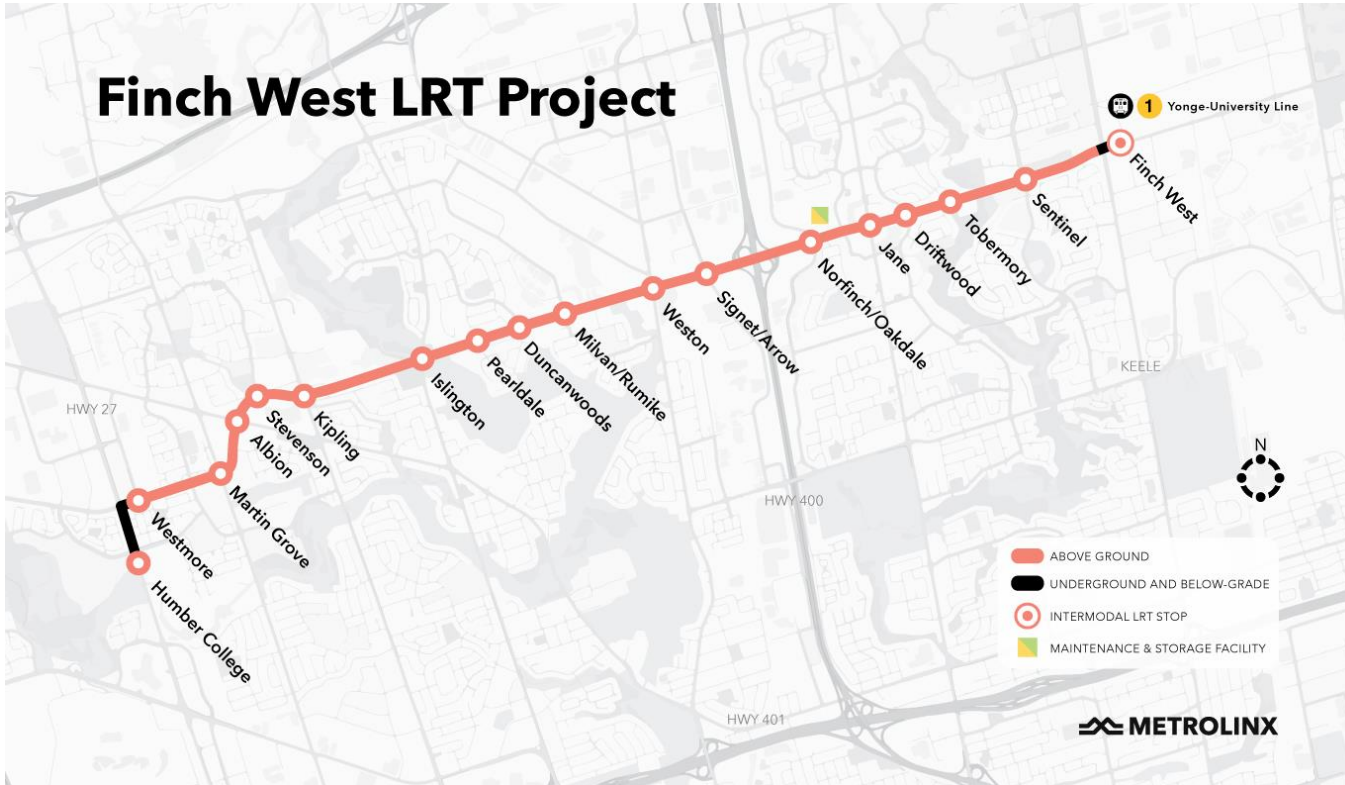 Finch West LRT Project
1 Yonge-University Line
Finch West
Sentinel
Tobermory
Driftwood
Jane
Norfinch/Oakdale
Signet/Arrow
Weston
Milvan/Rumike
Duncanwoods
Pearldale
Islington
Kipling
Stevenson
Albion
Martin Grove
Westmore
Humber College
HWY 27
KEELE
HWY 400
HWY 401
N
ABOVE GROUND
UNDERGROUND AND BELOW-GRADE
INTERMODAL LRT STOP
MAINTENANCE & STORAGE FACILITY
METROLINX